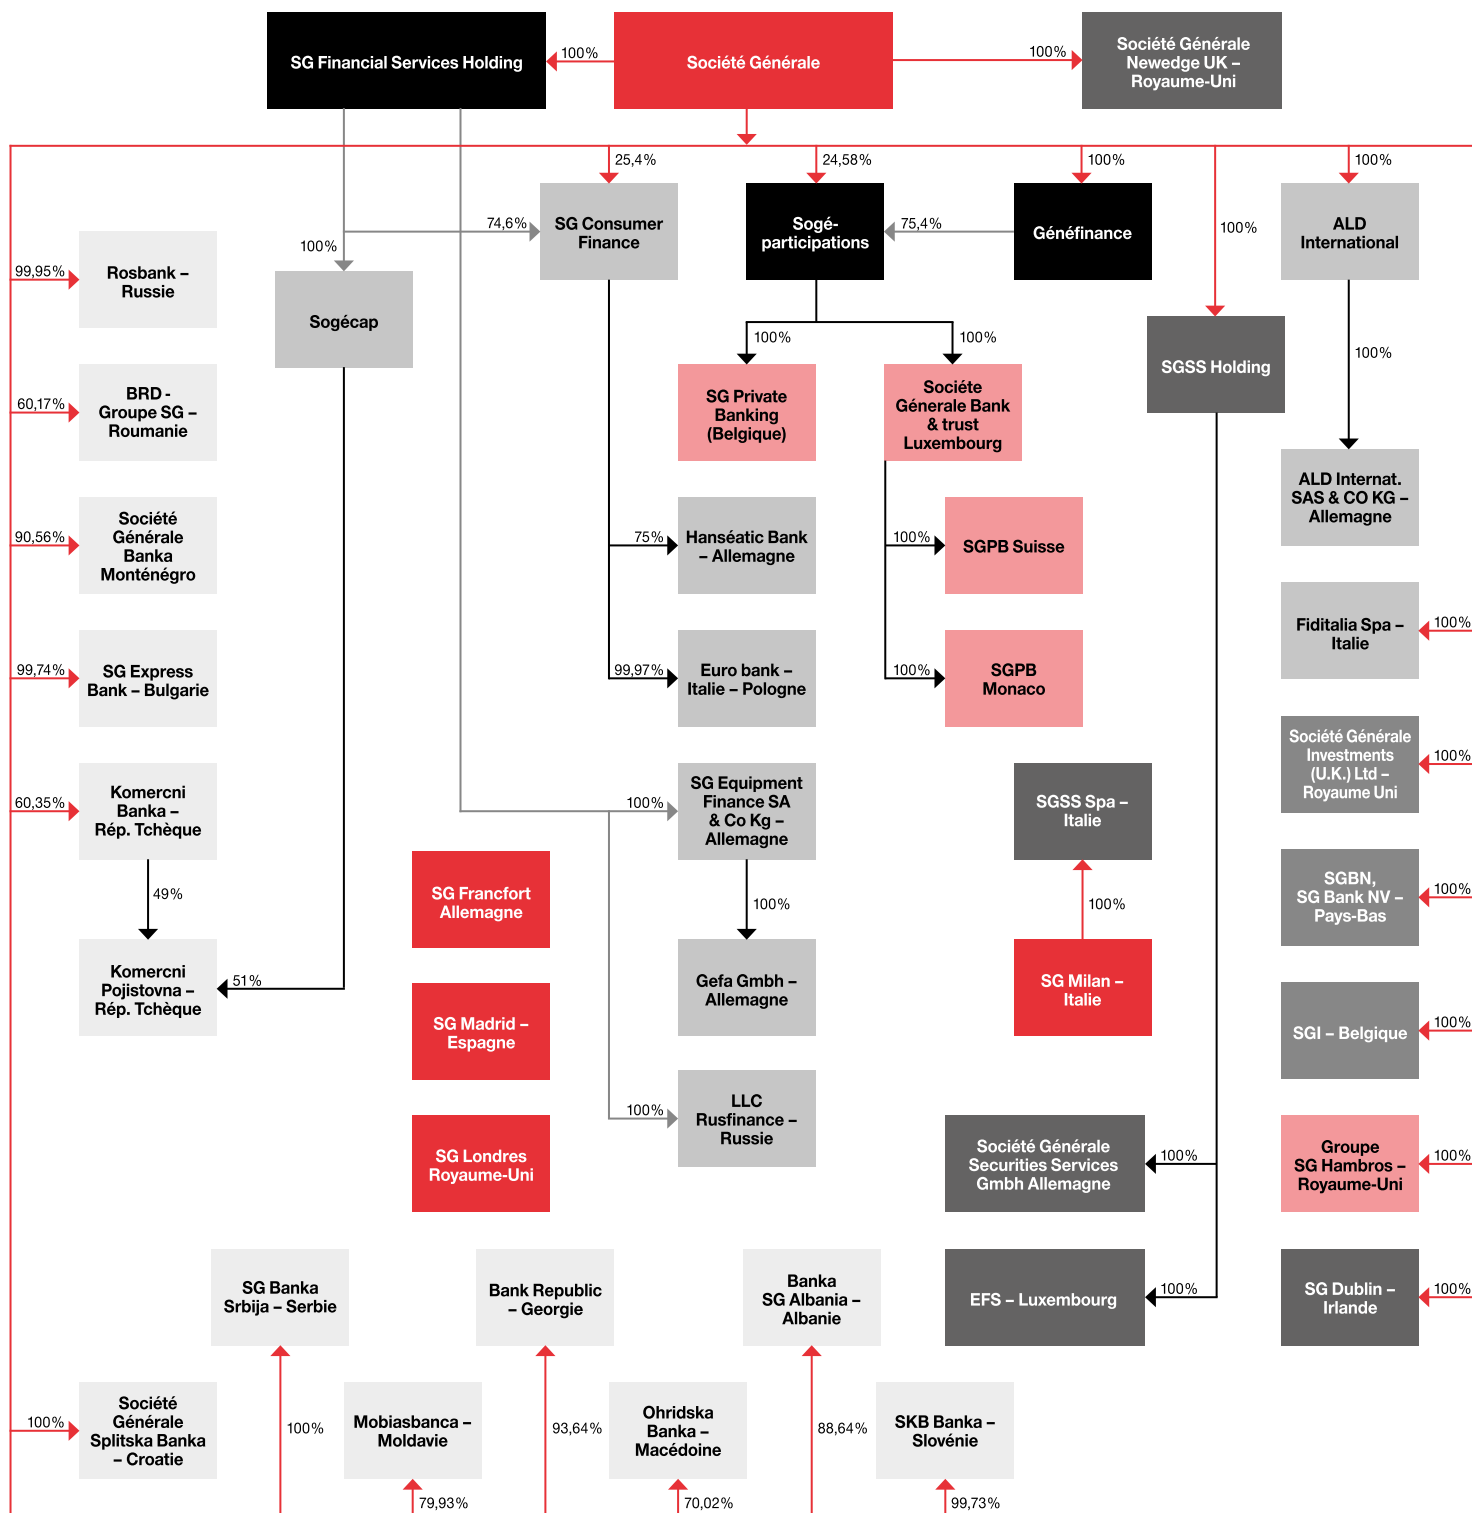 SG Financial Services Holding
100%
Société Générale
100%
Société Générale
Newedge UK –
Royaume-Uni
25,4%
24,58%
100%
100%
100%
SG Consumer
Finance
74,6%
Sogé-
participations
75,4%
Généfinance
ALD
International
100%
99,95%
Rosbank –
Russie
Sogécap
100%
100%
SGSS Holding
100%
60,17%
BRD -
Groupe SG –
Roumanie
SG Private
Banking
(Belgique)
Sociéte
Génerale Bank
& trust
Luxembourg
ALD Internat.
SAS & CO KG –
Allemagne
90,56%
Société
Générale
Banka
Monténégro
75%
Hanséatic Bank
– Allemagne
100%
SGPB Suisse
Fiditalia Spa –
Italie
100%
99,74%
SG Express
Bank – Bulgarie
99,97%
Euro bank –
Italie – Pologne
100%
SGPB
Monaco
Société Générale
Investments
(U.K.) Ltd –
Royaume Uni
100%
60,35%
Komercni
Banka –
Rép. Tchèque
100%
SG Equipment
Finance SA
& Co Kg –
Allemagne
SGSS Spa –
Italie
49%
SG Francfort
Allemagne
100%
100%
SGBN,
SG Bank NV –
Pays-Bas
100%
Komercni
Pojistovna –
Rép. Tchèque
51%
SG Madrid –
Espagne
Gefa Gmbh –
Allemagne
SG Milan –
Italie
SGI – Belgique
100%
100%
LLC
Rusfinance –
Russie
SG Londres
Royaume-Uni
Société Générale
Securities Services
Gmbh Allemagne
100%
Groupe
SG Hambros –
Royaume-Uni
100%
SG Banka
Srbija – Serbie
Bank Republic
– Georgie
Banka
SG Albania –
Albanie
EFS – Luxembourg
100%
SG Dublin –
Irlande
100%
100%
Société
Générale
Splitska Banka
– Croatie
100%
Mobiasbanca –
Moldavie
93,64%
Ohridska
Banka –
Macédoine
88,64%
SKB Banka –
Slovénie
79,93%
70,02%
99,73%